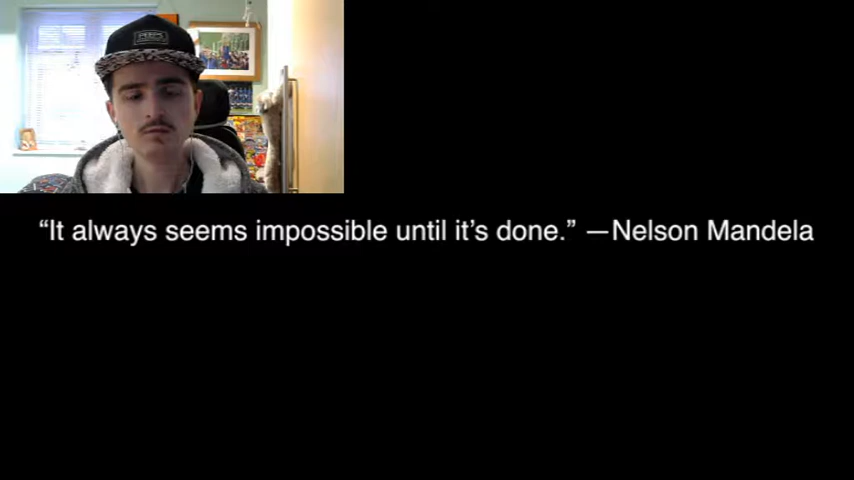 “It always seems impossible until it’s done.” —Nelson Mandela